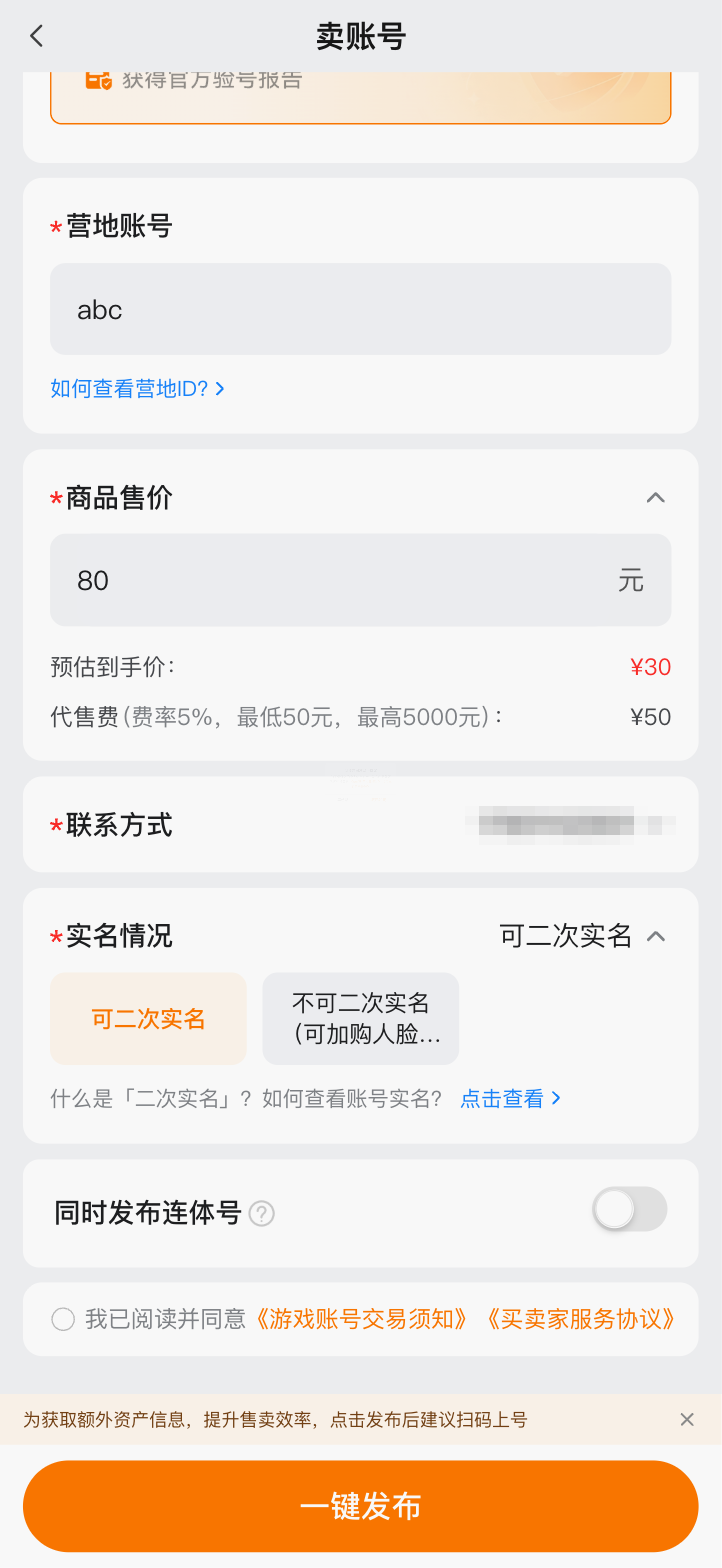 卖账号
获得官方验号报告
*营地账号
abc
如何查看营地ID?
*商品售价
80 元
预估到手价: ¥30
代售费(费率5%，最低50元，最高5000元): ¥50
*联系方式
*实名情况 可二次实名
可二次实名
不可二次实名
(可加购人脸...
什么是「二次实名」? 如何查看账号实名? 点击查看
同时发布连体号 ?
我已阅读并同意《游戏账号交易须知》《买卖家服务协议》
为获取额外资产信息，提升售卖效率，点击发布后建议扫码上号
一键发布